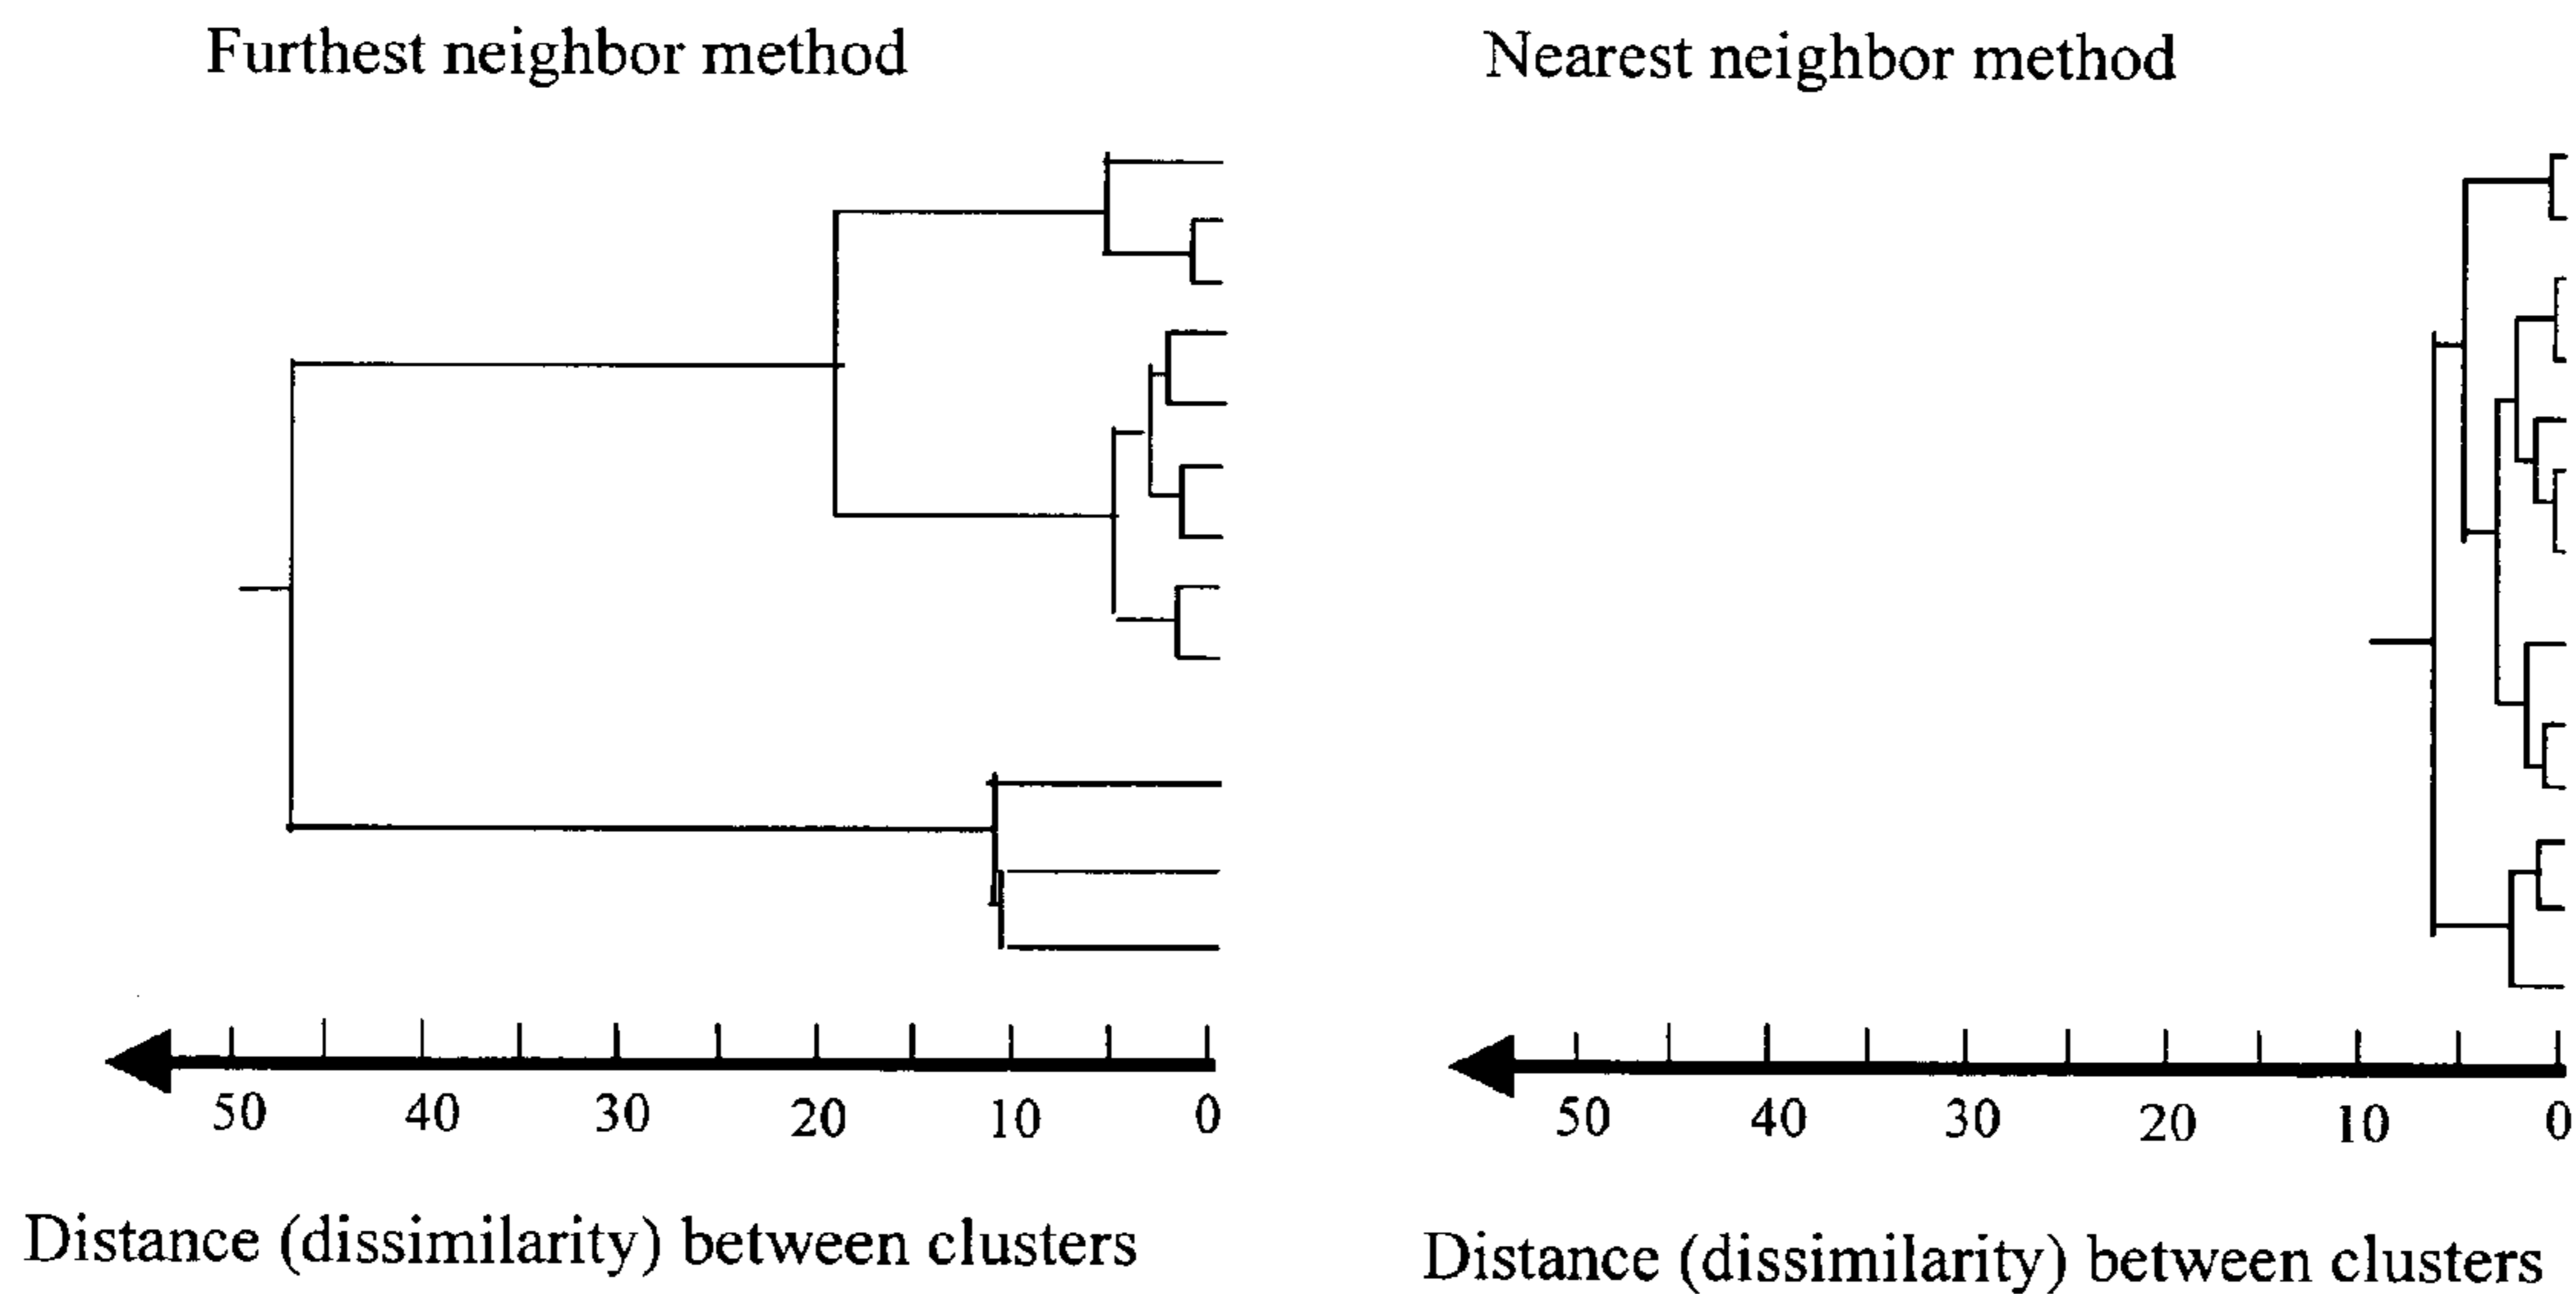 Furthest neighbor method
Nearest neighbor method
50 40 30 20 10 0
50 40 30 20 10 0
Distance (dissimilarity) between clusters
Distance (dissimilarity) between clusters